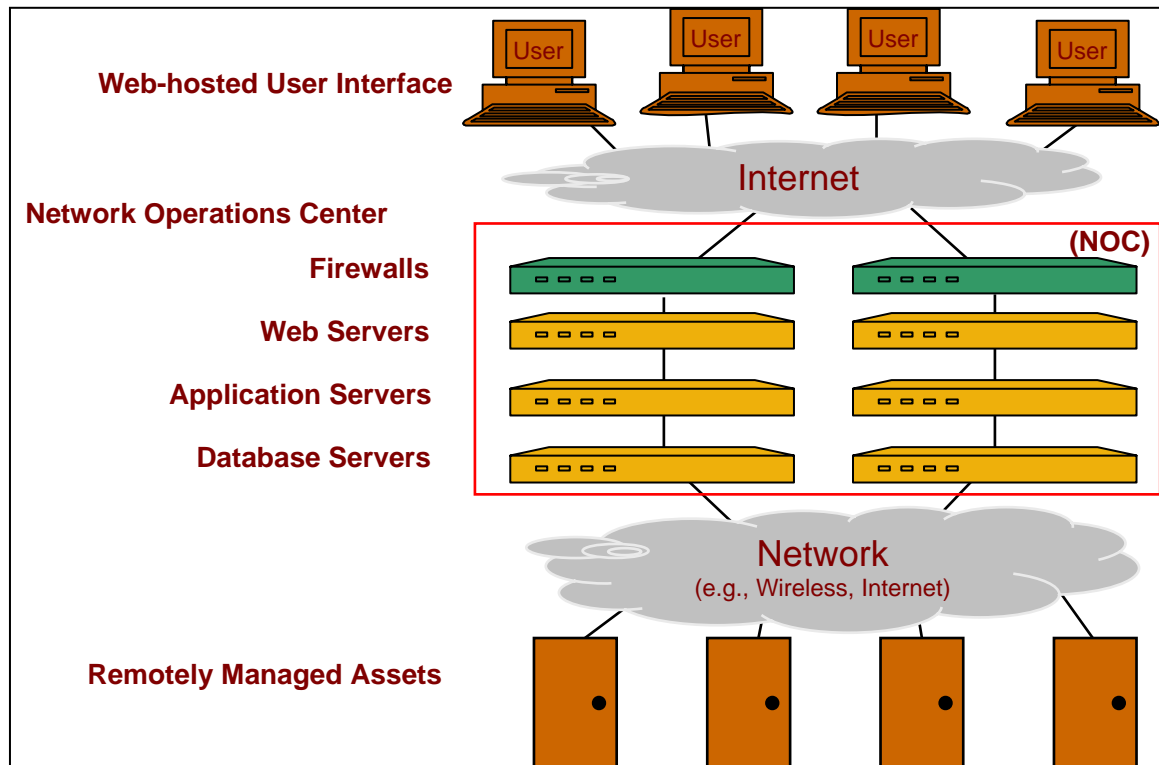 User User User User
Web-hosted User Interface
Internet
Network Operations Center
(NOC)
Firewalls
Web Servers
Application Servers
Database Servers
Network
(e.g., Wireless, Internet)
Remotely Managed Assets